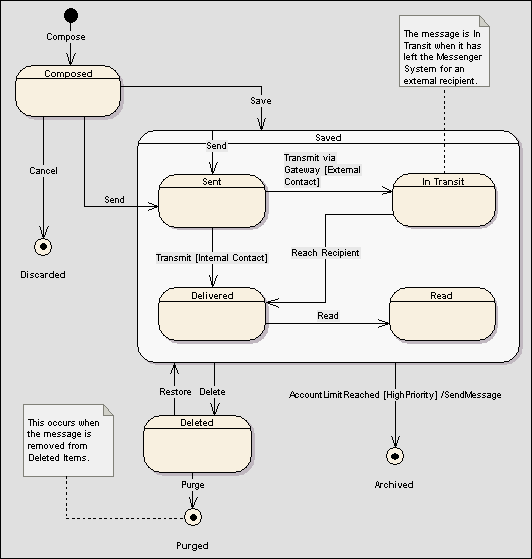 Compose
The message is In
Transit when it has
left the Messenger
System for an
external recipient.
Composed
Save
Saved
Send
Transmit via
Gateway [External
Contact]
Cancel
Sent
In Transit
Send
Reach Recipient
Transmit [Internal Contact]
Discarded
Delivered
Read
Read
Restore
Delete
AccountLimitReached [HighPriority] /SendMessage
This occurs when
the message is
removed from
Deleted Items.
Deleted
Purge
Archived
Purged